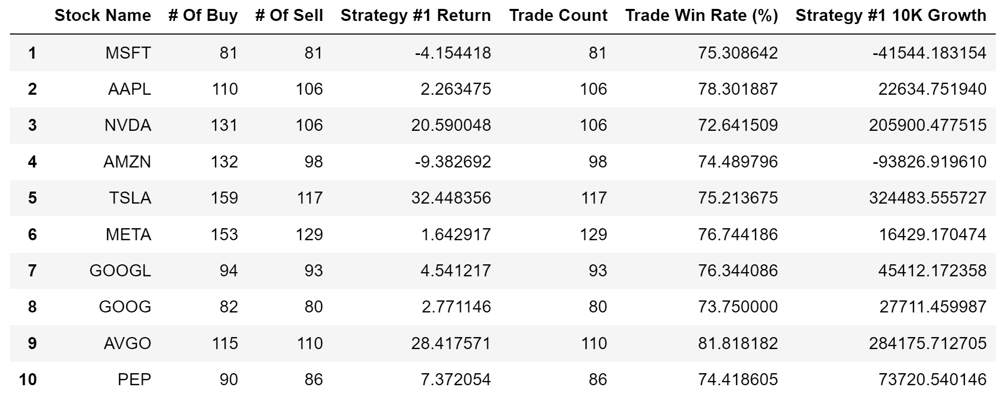 Stock Name # Of Buy # Of Sell Strategy #1 Return Trade Count Trade Win Rate (%) Strategy #1 10K Growth
1 MSFT 81 81 -4.154418 81 75.308642 -41544.183154
2 AAPL 110 106 2.263475 106 78.301887 22634.751940
3 NVDA 131 106 20.590048 106 72.641509 205900.477515
4 AMZN 132 98 -9.382692 98 74.489796 -93826.919610
5 TSLA 159 117 32.448356 117 75.213675 324483.555727
6 META 153 129 1.642917 129 76.744186 16429.170474
7 GOOGL 94 93 4.541217 93 76.344086 45412.172358
8 GOOG 82 80 2.771146 80 73.750000 27711.459987
9 AVGO 115 110 28.417571 110 81.818182 284175.712705
10 PEP 90 86 7.372054 86 74.418605 73720.540146